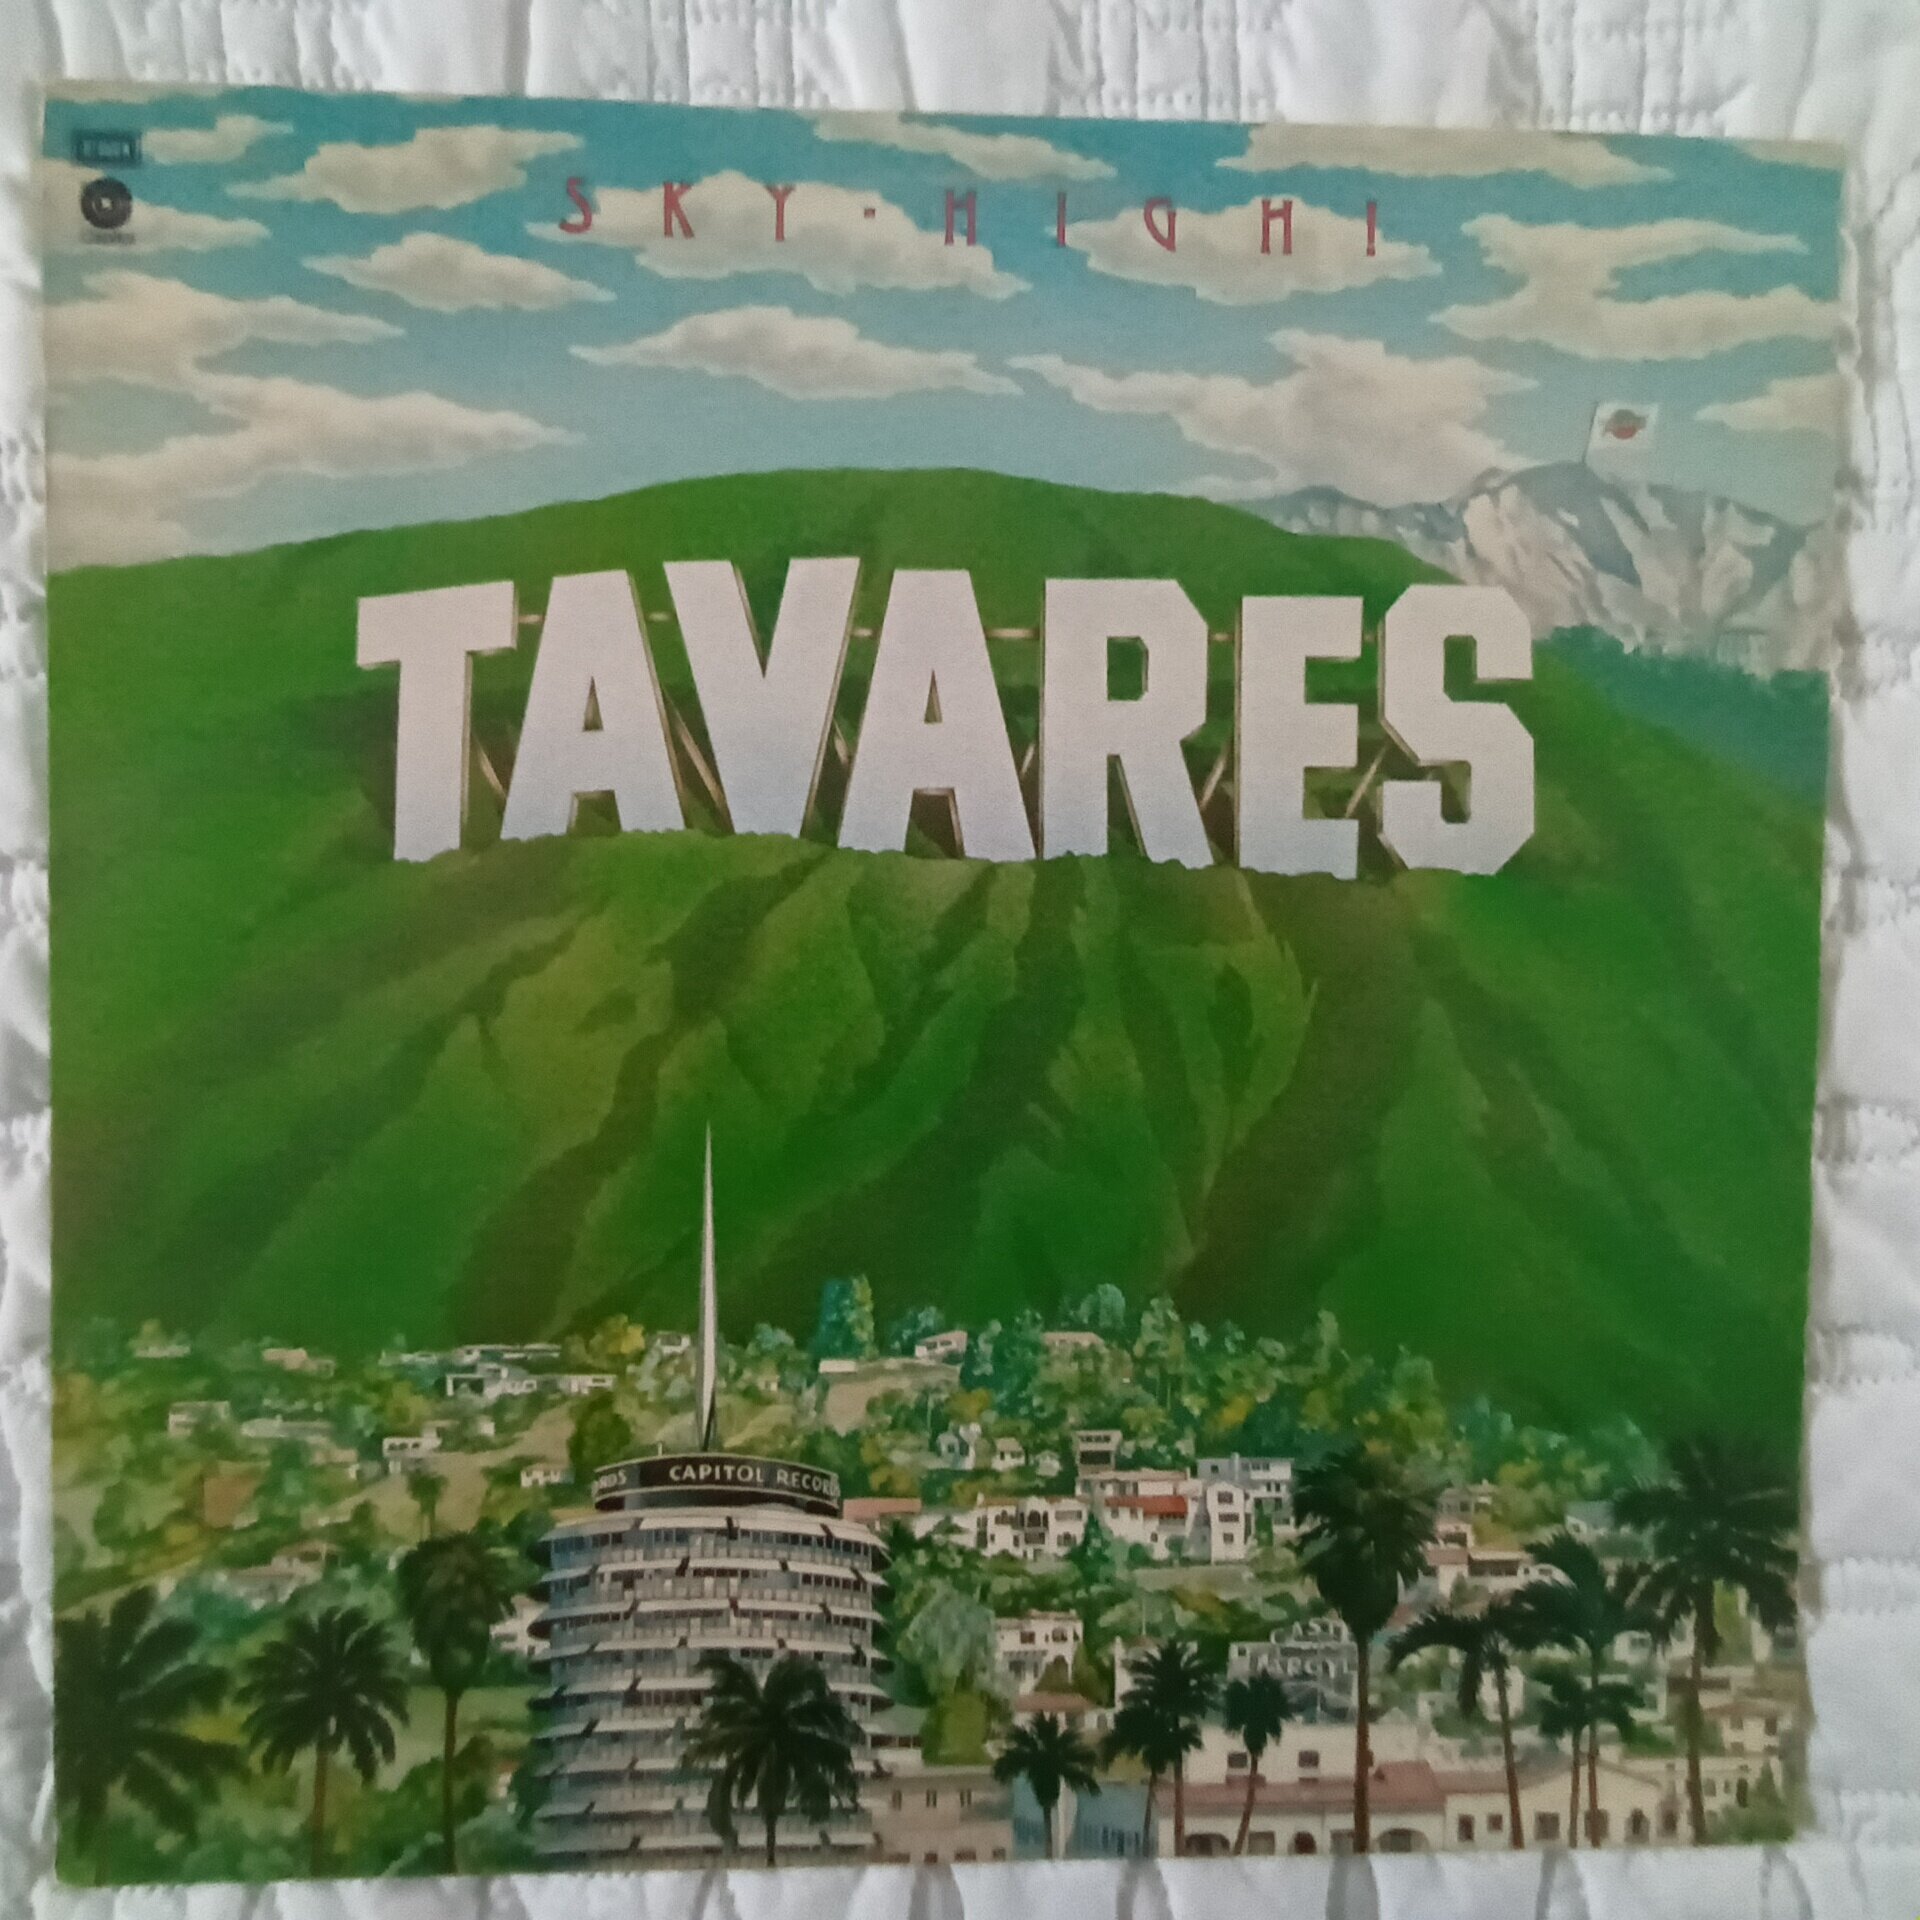 SKY-HIGH!
TAVARES
CAPITOL RECORDS